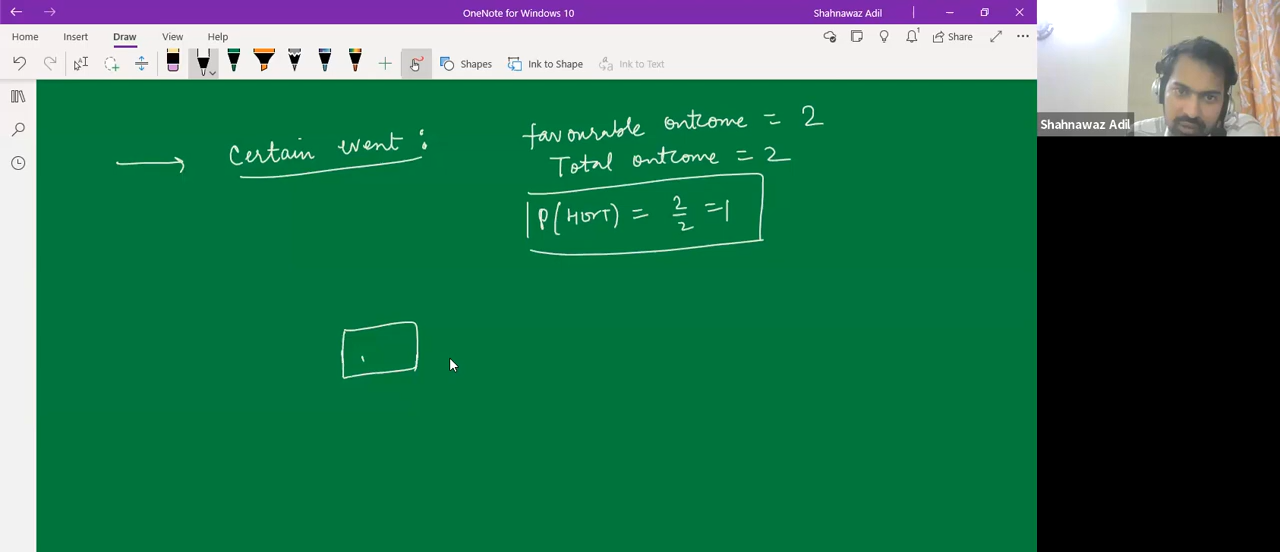 OneNote for Windows 10
Shahnawaz Adil
Home Insert Draw View Help
Share
Shapes Ink to Shape Ink to Text
Certain event :
favourable outcome = 2
Total outcome = 2
P(HorT) = 2/2 = 1
Shahnawaz Adil